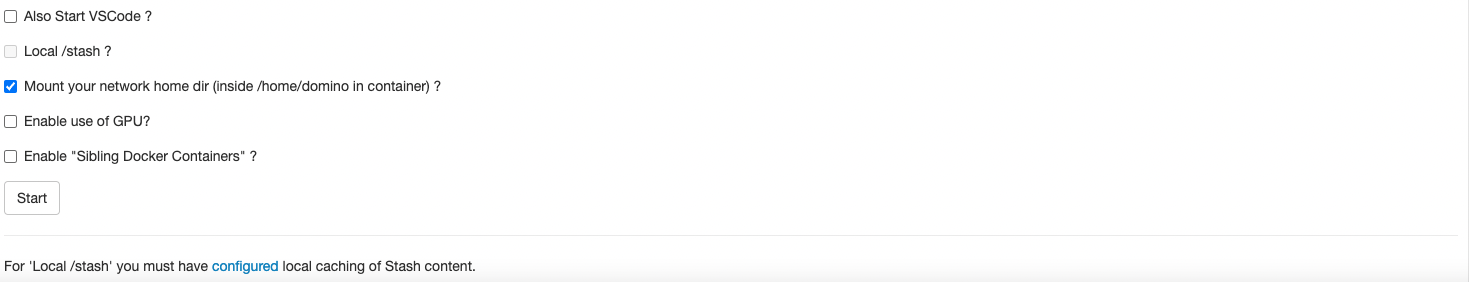 Also Start VSCode ?
Local /stash ?
Mount your network home dir (inside /home/domino in container) ?
Enable use of GPU?
Enable "Sibling Docker Containers" ?
Start
For 'Local /stash' you must have configured local caching of Stash content.